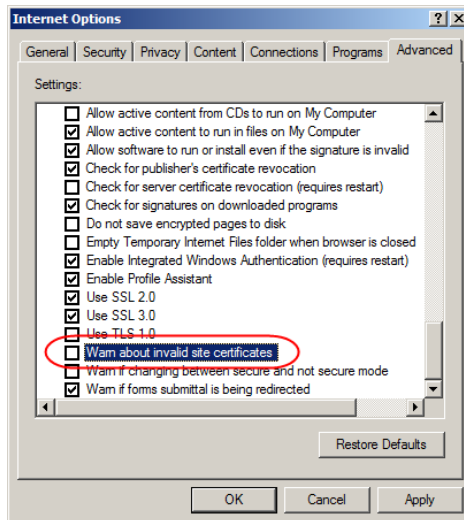 Internet Options
General Security Privacy Content Connections Programs Advanced
Settings:
Allow active content from CDs to run on My Computer
Allow active content to run in files on My Computer
Allow software to run or install even if the signature is invalid
Check for publisher's certificate revocation
Check for server certificate revocation (requires restart)
Check for signatures on downloaded programs
Do not save encrypted pages to disk
Empty Temporary Internet Files folder when browser is closed
Enable Integrated Windows Authentication (requires restart)
Enable Profile Assistant
Use SSL 2.0
Use SSL 3.0
Use TLS 1.0
Warn about invalid site certificates
Warn if changing between secure and not secure mode
Warn if forms submittal is being redirected
Restore Defaults
OK Cancel Apply